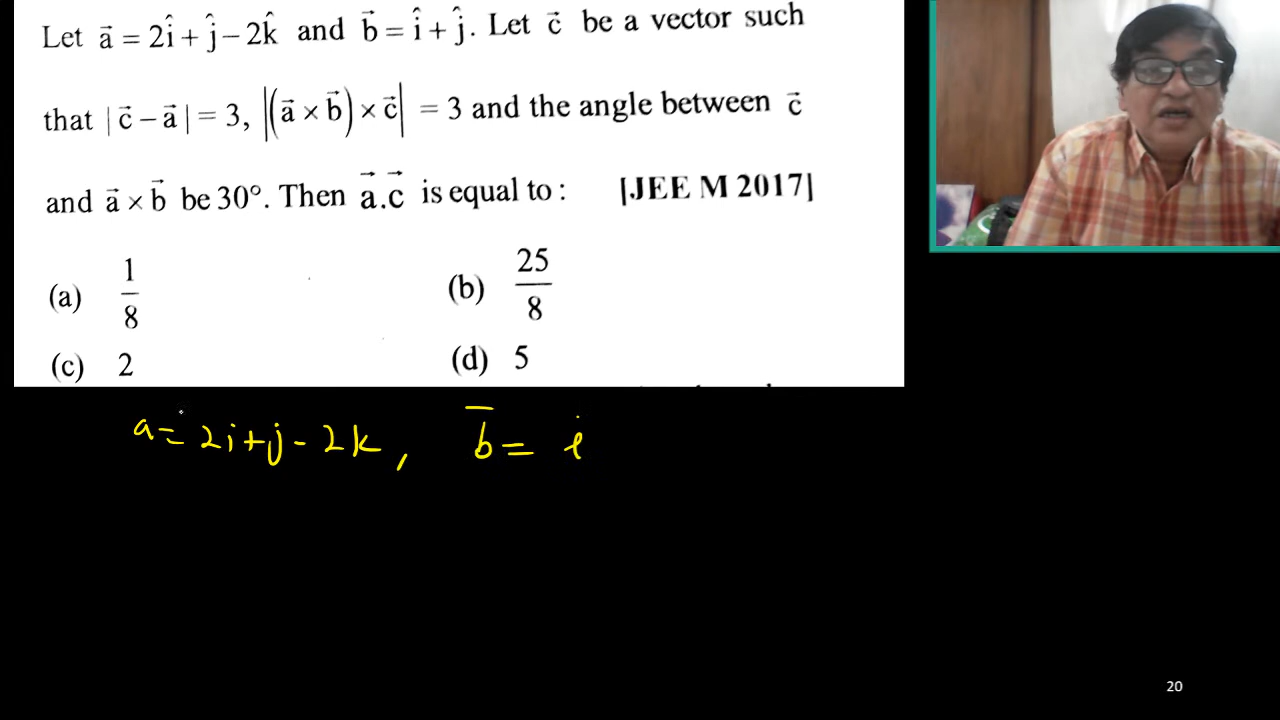 Let a⃗ = 2î + ĵ – 2k̂ and b⃗ = î + ĵ. Let c⃗ be a vector such
that |c⃗ – a⃗| = 3, |(a⃗ × b⃗) × c⃗| = 3 and the angle between c⃗
and a⃗ × b⃗ be 30°. Then a⃗.c⃗ is equal to : [JEE M 2017]
(a) 1/8 (b) 25/8
(c) 2 (d) 5
a = 2i + j – 2k, b̄ = i
20